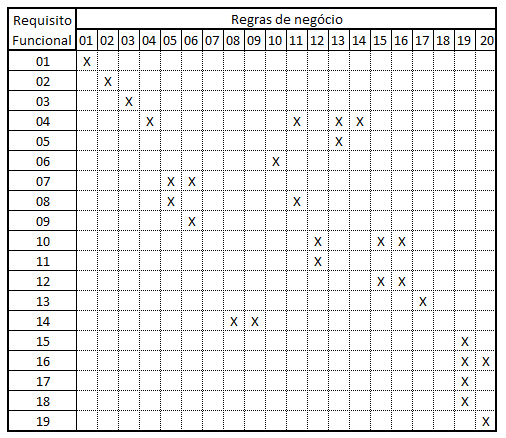 Requisito Funcional Regras de negócio
01 02 03 04 05 06 07 08 09 10 11 12 13 14 15 16 17 18 19 20
01 X
02 X
03 X
04 X X X X
05 X
06 X
07 X X
08 X X
09 X
10 X X X
11 X
12 X X
13 X
14 X X
15 X
16 X X
17 X
18 X
19 X